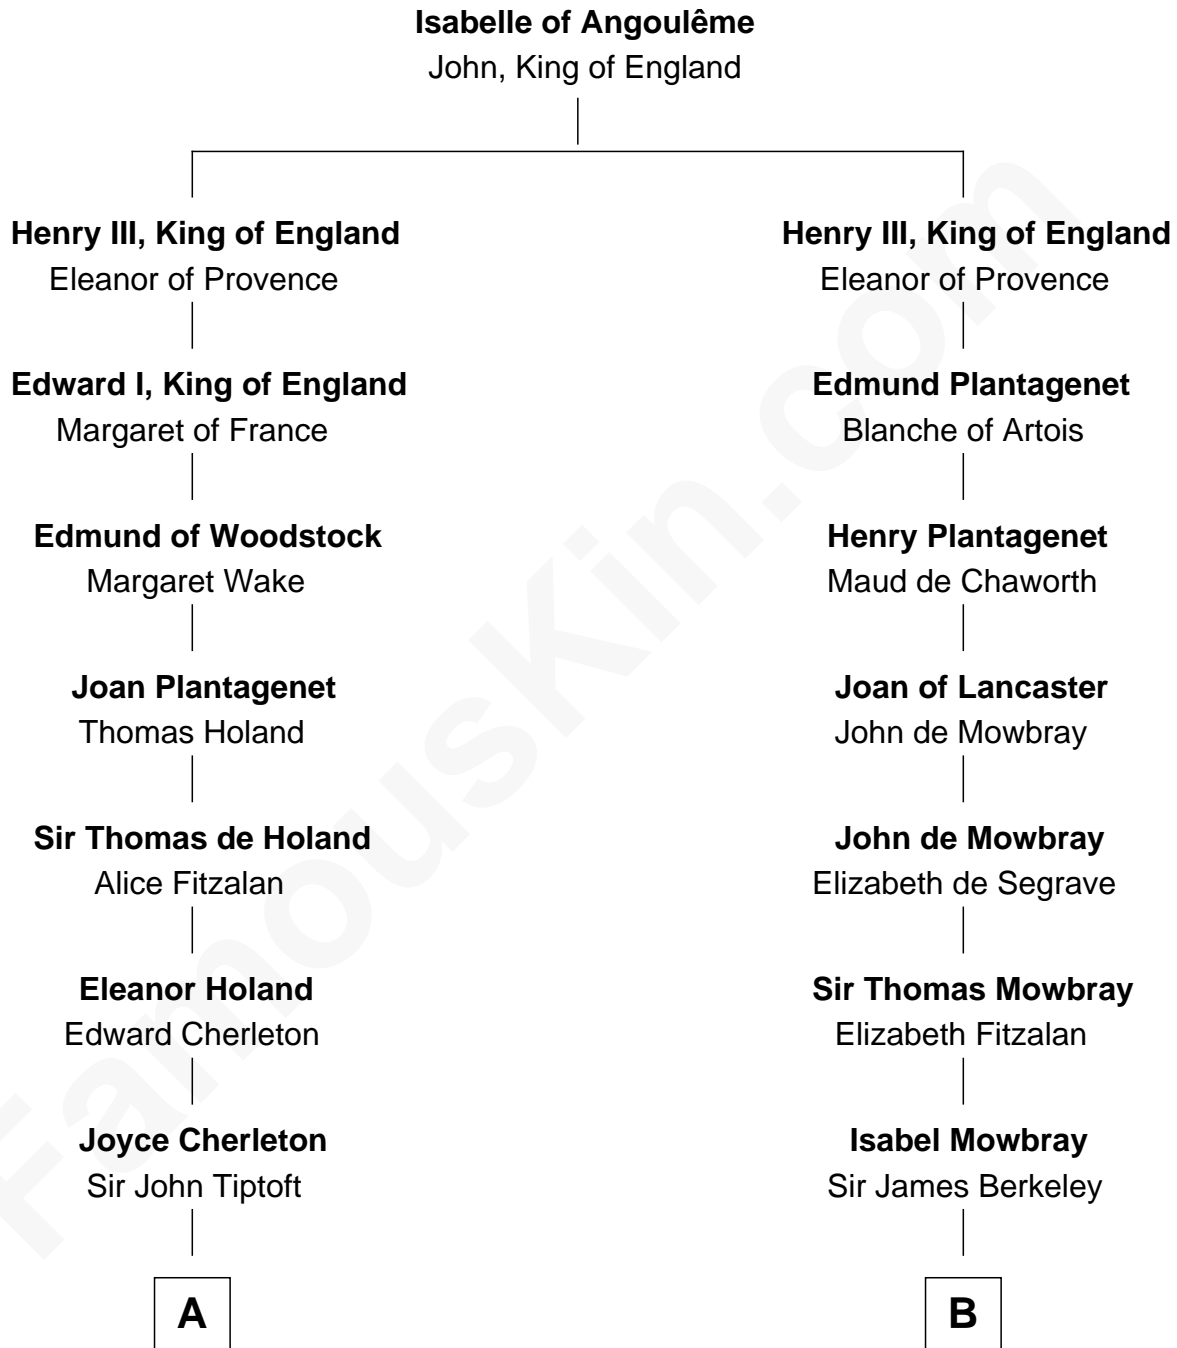 Isabelle of Angoulême
John, King of England
Henry III, King of England
Eleanor of Provence
Edward I, King of England
Margaret of France
Edmund of Woodstock
Margaret Wake
Joan Plantagenet
Thomas Holand
Sir Thomas de Holand
Alice Fitzalan
Eleanor Holand
Edward Cherleton
Joyce Cherleton
Sir John Tiptoft
A
Henry III, King of England
Eleanor of Provence
Edmund Plantagenet
Blanche of Artois
Henry Plantagenet
Maud de Chaworth
Joan of Lancaster
John de Mowbray
John de Mowbray
Elizabeth de Segrave
Sir Thomas Mowbray
Elizabeth Fitzalan
Isabel Mowbray
Sir James Berkeley
B
FamousKin.com